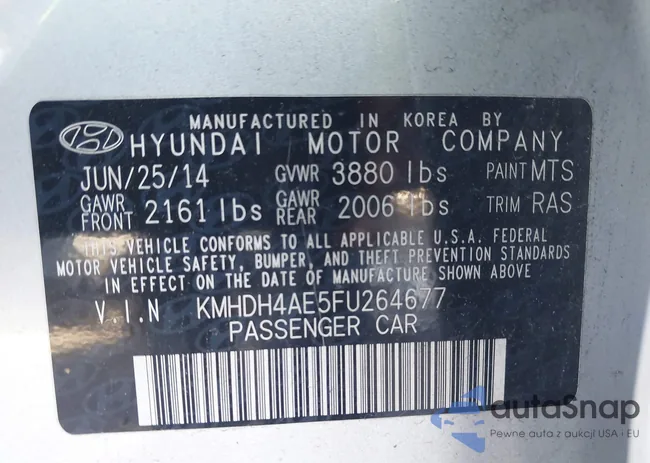 MANUFACTURED IN KOREA BY
HYUNDAI MOTOR COMPANY
JUN/25/14 GVWR 3880 lbs PAINT MTS
GAWR FRONT 2161 lbs GAWR REAR 2006 lbs TRIM RAS
THIS VEHICLE CONFORMS TO ALL APPLICABLE U.S.A. FEDERAL
MOTOR VEHICLE SAFETY, BUMPER, AND THEFT PREVENTION STANDARDS
IN EFFECT ON THE DATE OF MANUFACTURE SHOWN ABOVE.
V.I.N KMHDH4AE5FU264677
PASSENGER CAR
autaSnap
Pewne auta z aukcji USA · EU